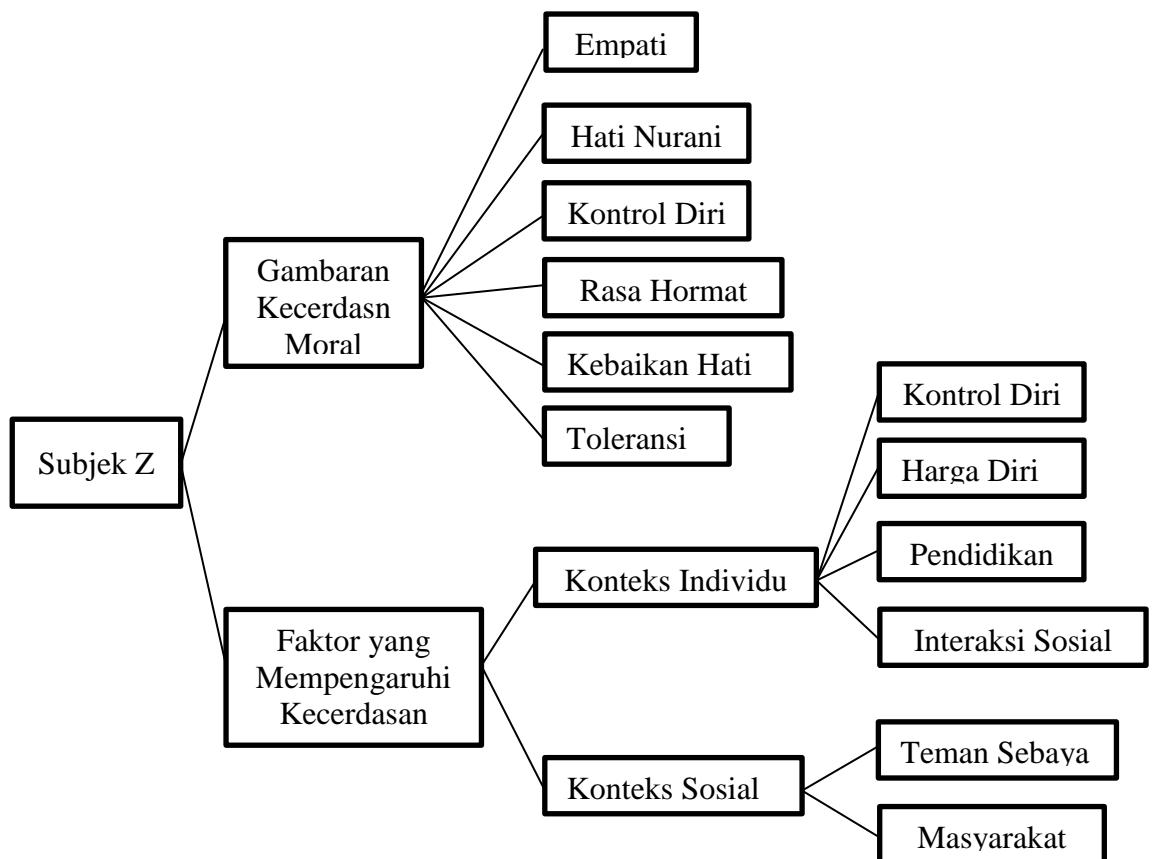 Subjek Z
Gambaran
Kecerdasn
Moral
Empati
Hati Nurani
Kontrol Diri
Rasa Hormat
Kebaikan Hati
Toleransi
Faktor yang
Mempengaruhi
Kecerdasan
Konteks Individu
Kontrol Diri
Harga Diri
Pendidikan
Interaksi Sosial
Konteks Sosial
Teman Sebaya
Masyarakat